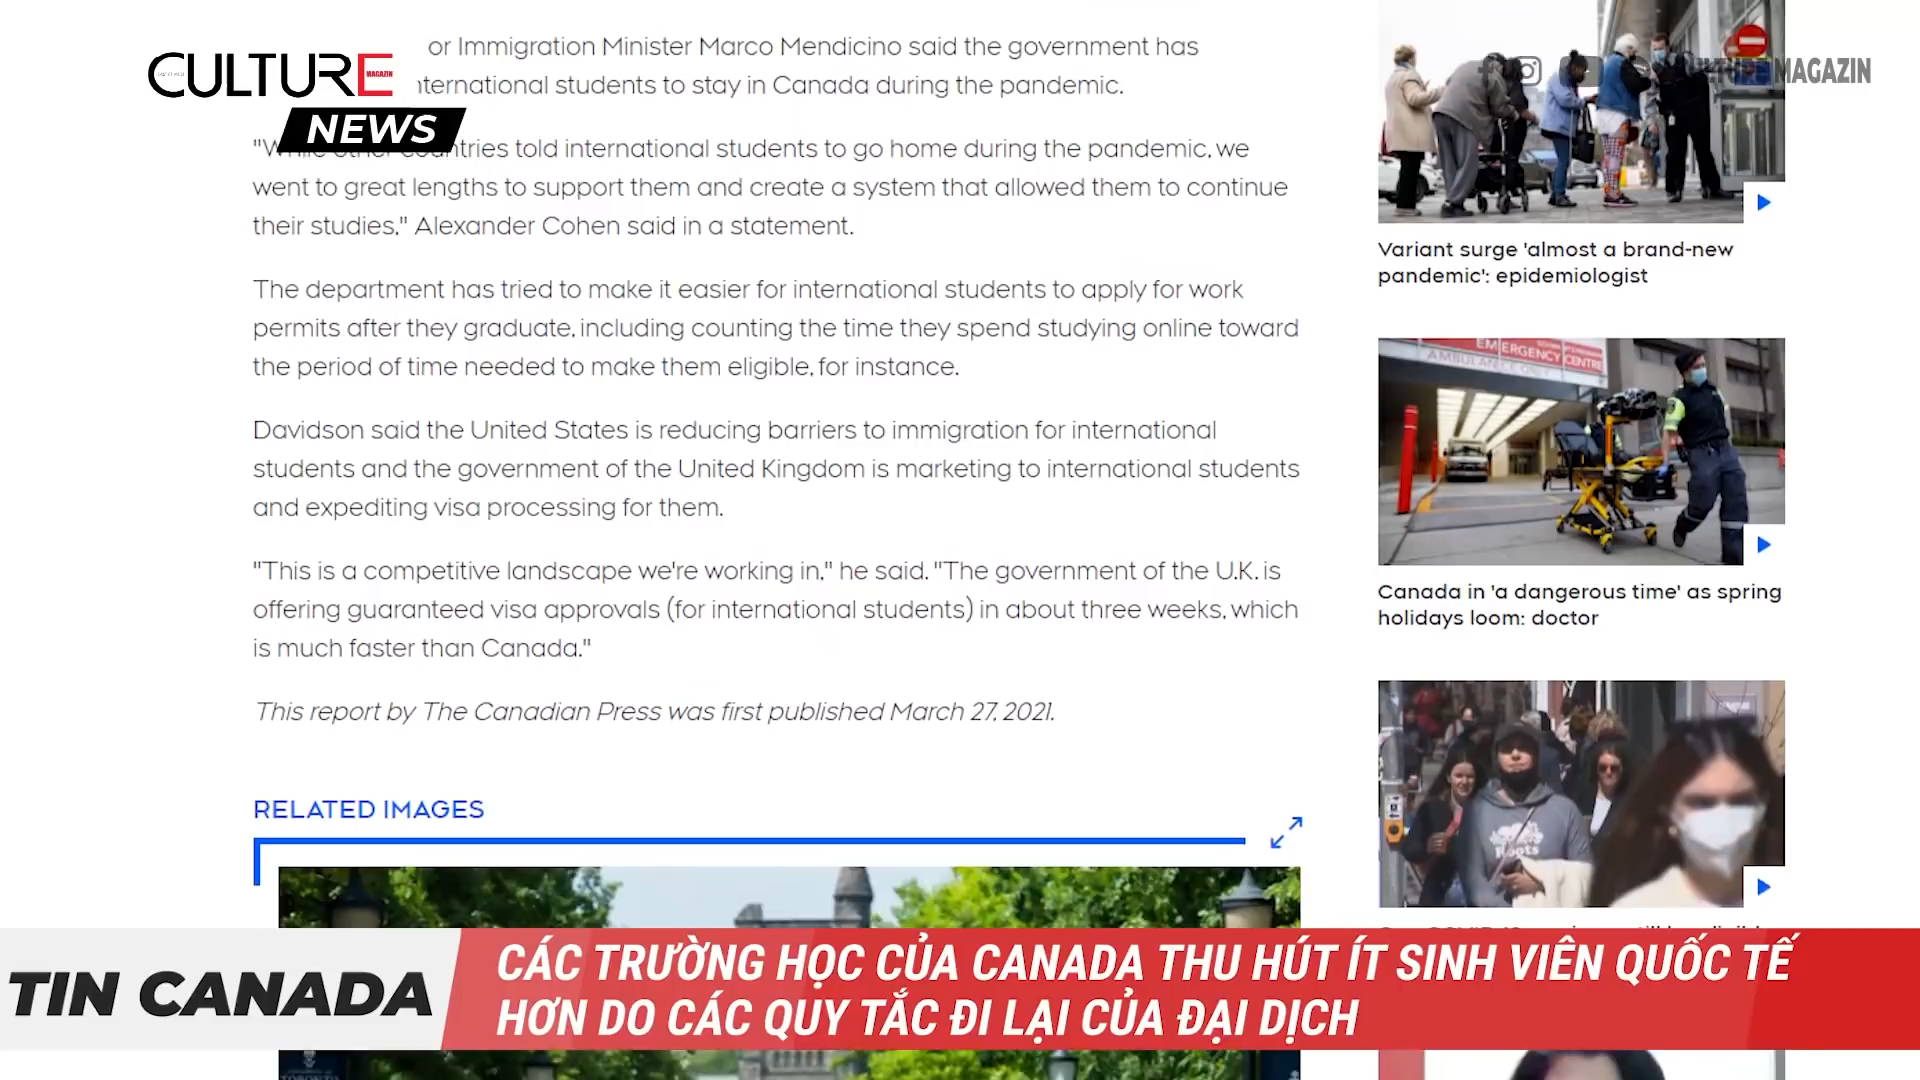 CULTURE
MAGAZIN
NEWS
or Immigration Minister Marco Mendicino said the government has
nternational students to stay in Canada during the pandemic.
countries told international students to go home during the pandemic, we
went to great lengths to support them and create a system that allowed them to continue
their studies," Alexander Cohen said in a statement.
The department has tried to make it easier for international students to apply for work
permits after they graduate, including counting the time they spend studying online toward
the period of time needed to make them eligible, for instance.
Davidson said the United States is reducing barriers to immigration for international
students and the government of the United Kingdom is marketing to international students
and expediting visa processing for them.
"This is a competitive landscape we're working in," he said. "The government of the U.K. is
offering guaranteed visa approvals (for international students) in about three weeks, which
is much faster than Canada."
This report by The Canadian Press was first published March 27, 2021.
RELATED IMAGES
MAGAZIN
Variant surge 'almost a brand-new
pandemic': epidemiologist
EMERGENCY CENTRE
AMBULANCE ONLY
Canada in 'a dangerous time' as spring
holidays loom: doctor
Roots
TIN CANADA
CÁC TRƯỜNG HỌC CỦA CANADA THU HÚT ÍT SINH VIÊN QUỐC TẾ
HƠN DO CÁC QUY TẮC ĐI LẠI CỦA ĐẠI DỊCH
TORONTO